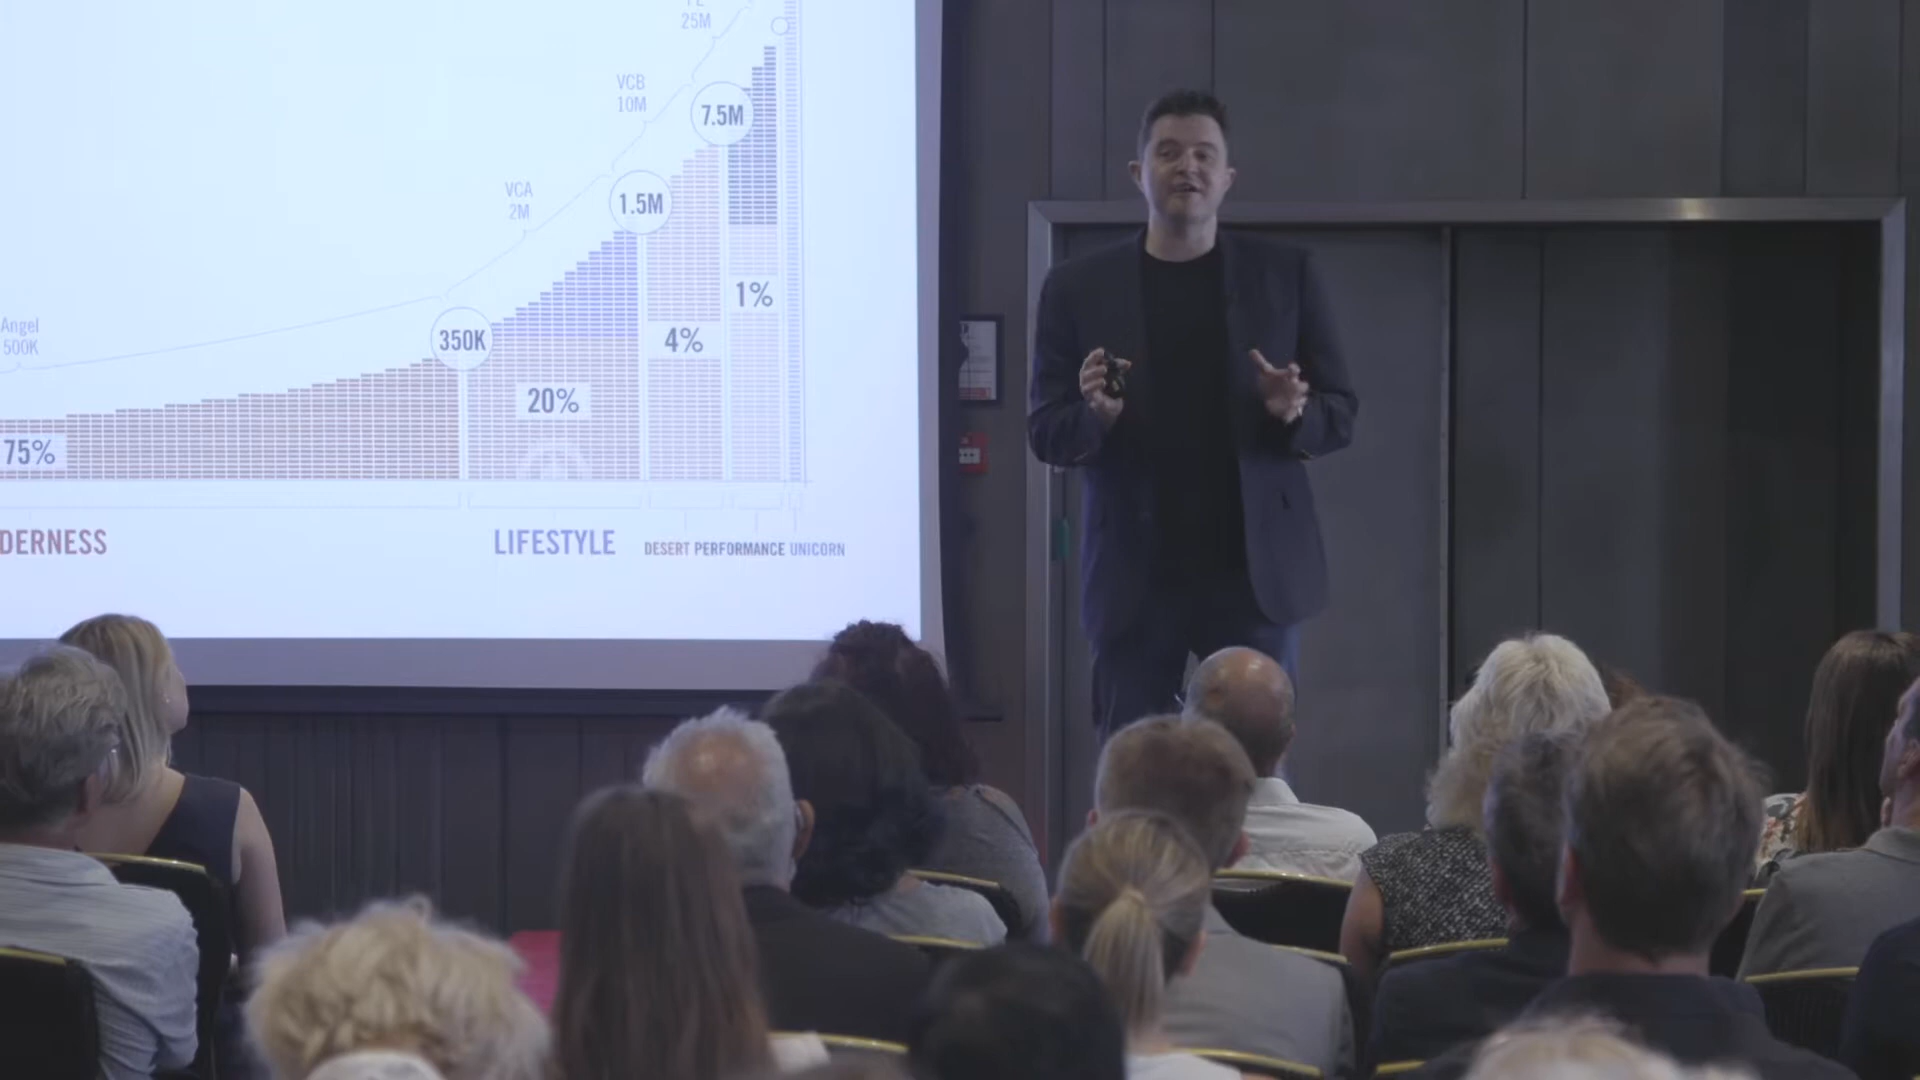 25M
VCB
10M
7.5M
VCA
2M
1.5M
1%
Angel
500K
350K
4%
20%
75%
DERNESS
LIFESTYLE
DESERT PERFORMANCE UNICORN